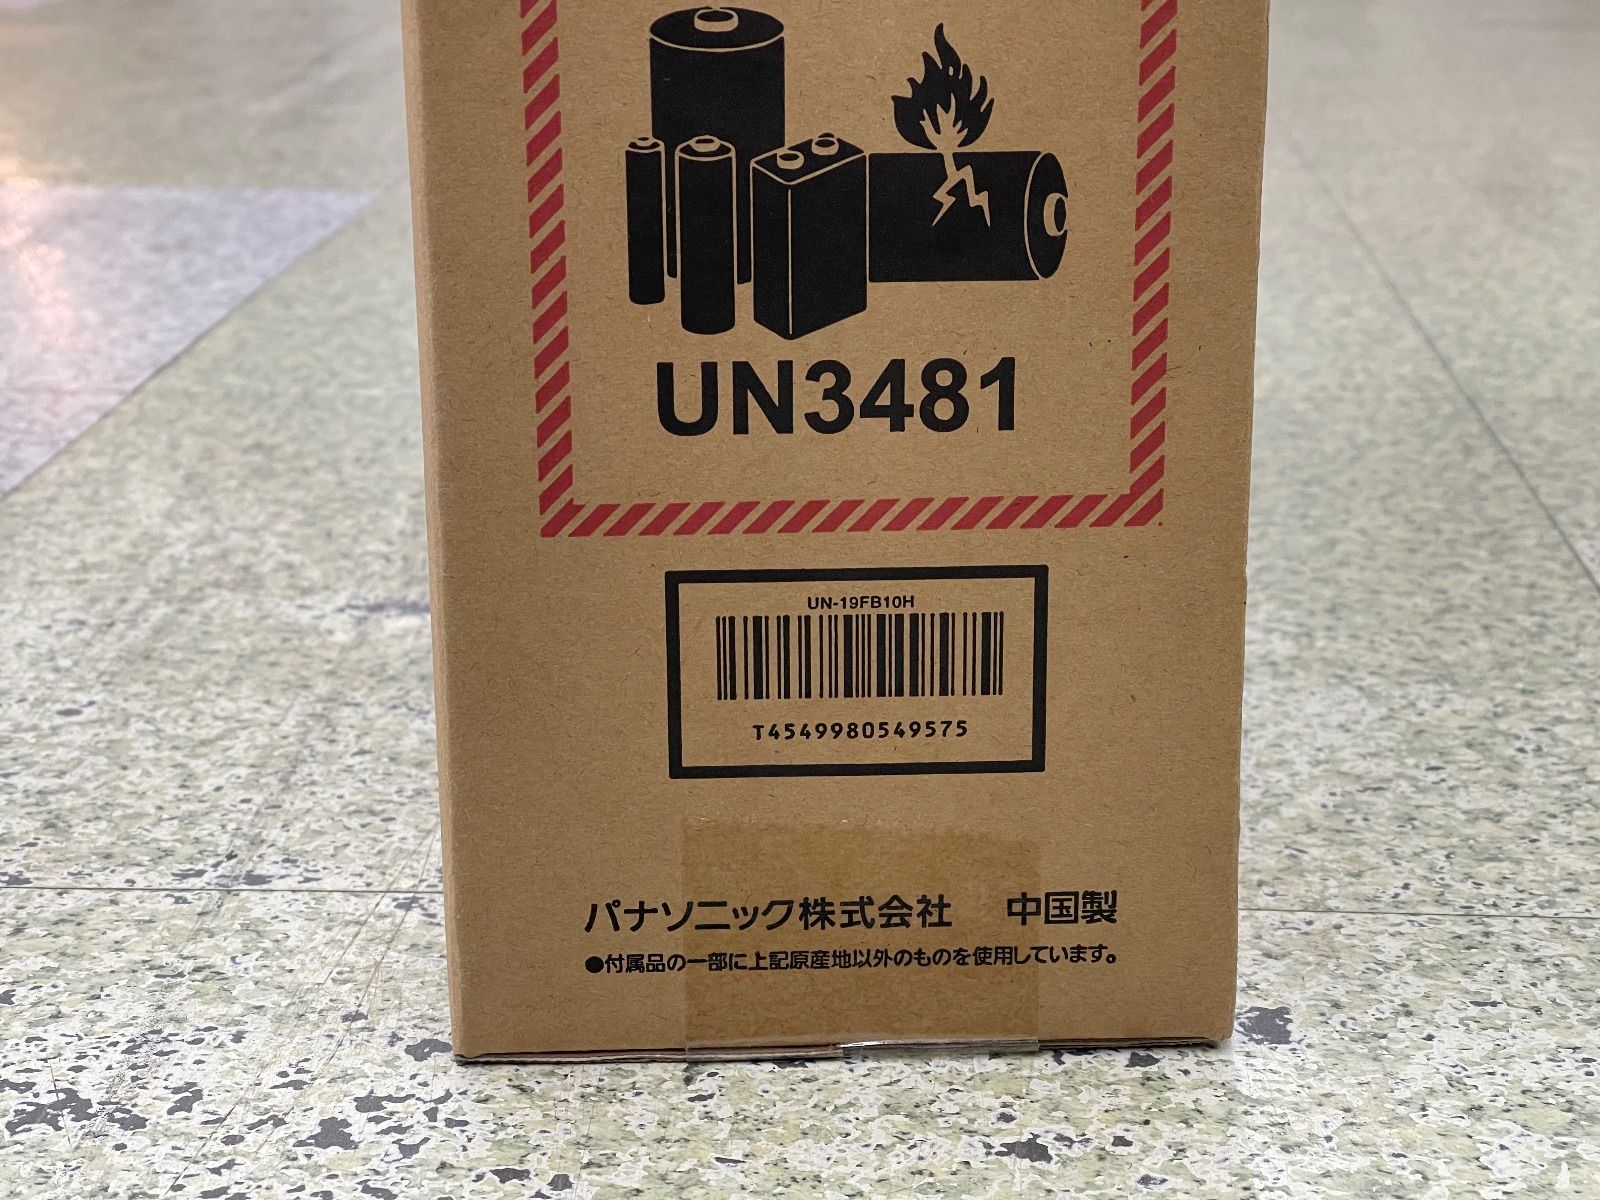 UN3481
UN-19FB10H
T4549980549575
パナソニック株式会社 中国製
●付属品の一部に上記原産地以外のものを使用しています。